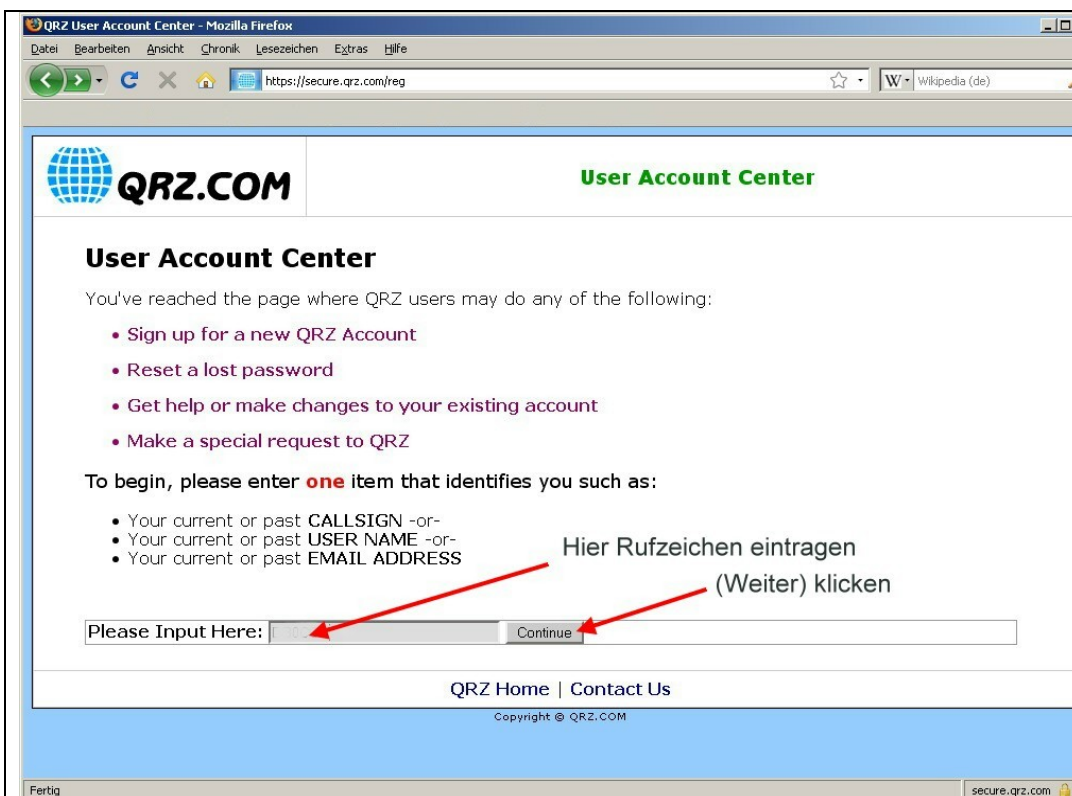 QRZ User Account Center - Mozilla Firefox
Datei Bearbeiten Ansicht Chronik Lesezeichen Extras Hilfe
https://secure.qrz.com/reg
W Wikipedia (de)
QRZ.COM
User Account Center
User Account Center
You've reached the page where QRZ users may do any of the following:
• Sign up for a new QRZ Account
• Reset a lost password
• Get help or make changes to your existing account
• Make a special request to QRZ
To begin, please enter one item that identifies you such as:
• Your current or past CALLSIGN -or-
• Your current or past USER NAME -or-
• Your current or past EMAIL ADDRESS
Hier Rufzeichen eintragen
(Weiter) klicken
Please Input Here:
Continue
QRZ Home | Contact Us
Copyright © QRZ.COM
Fertig
secure.qrz.com